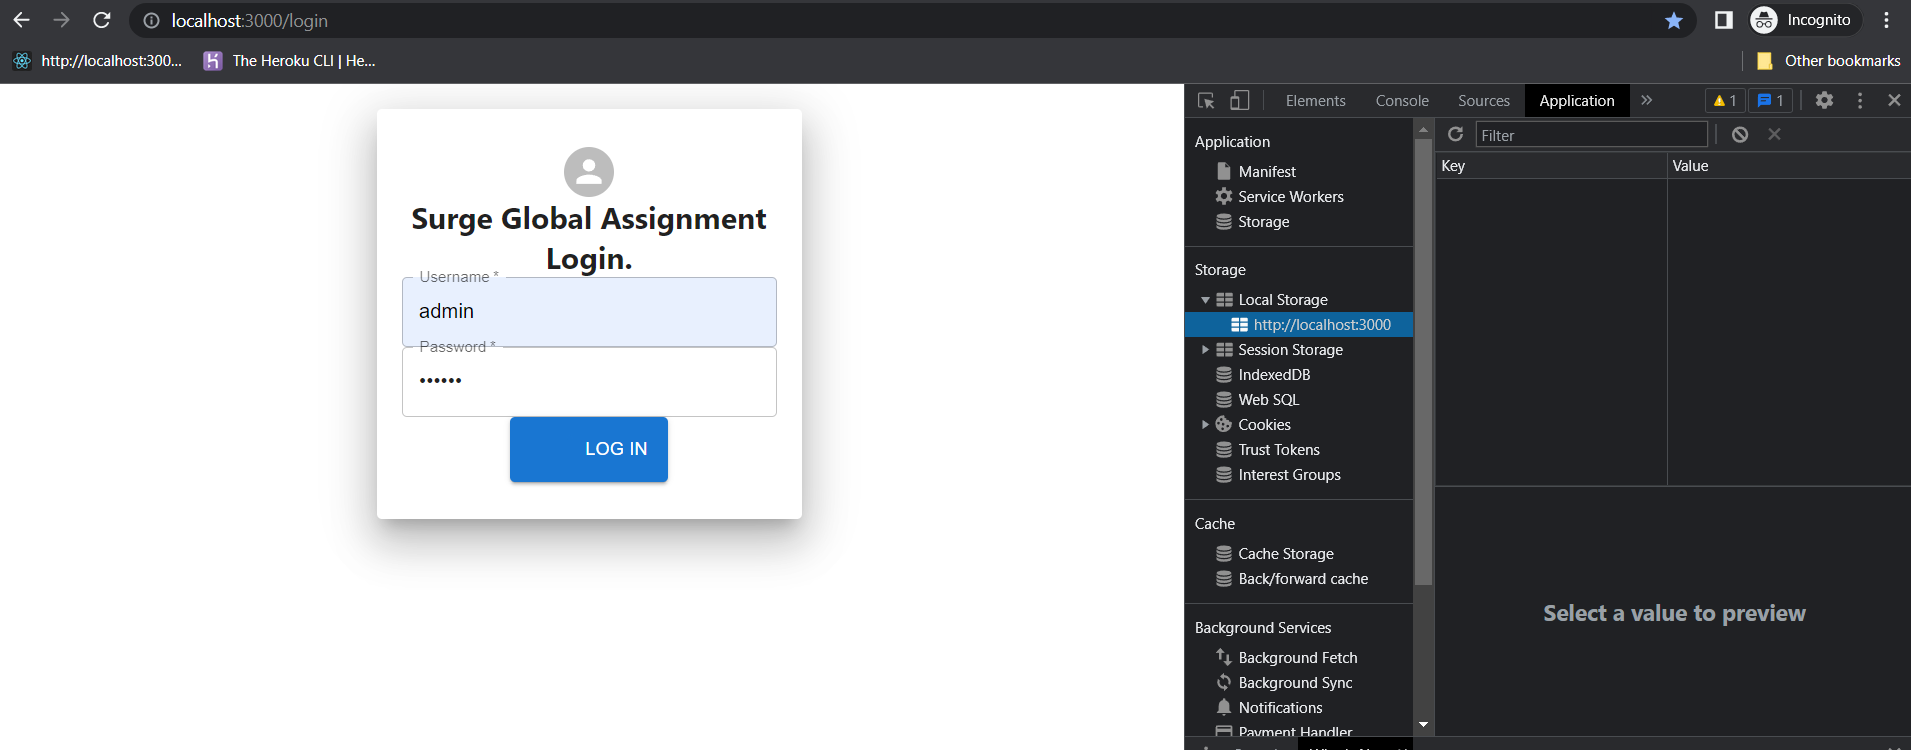 localhost:3000/login
Incognito
http://localhost:300...
The Heroku CLI | He...
Other bookmarks
Surge Global Assignment
Login.
Username *
admin
Password *
••••••
LOG IN
Elements
Console
Sources
Application
1
1
Application
Manifest
Service Workers
Storage
Storage
Local Storage
http://localhost:3000
Session Storage
IndexedDB
Web SQL
Cookies
Trust Tokens
Interest Groups
Cache
Cache Storage
Back/forward cache
Background Services
Background Fetch
Background Sync
Notifications
Payment Handler
Filter
Key
Value
Select a value to preview